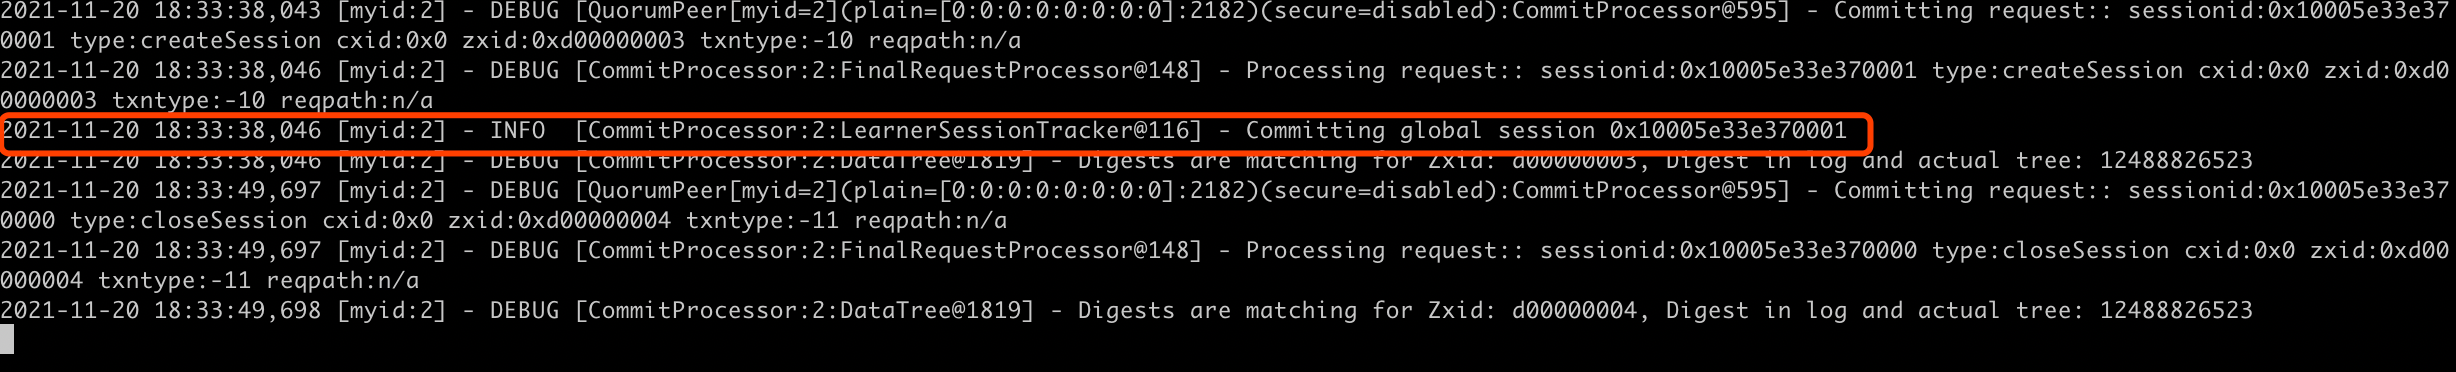 2021-11-20 18:33:38,043 [myid:2] - DEBUG [QuorumPeer[myid=2](plain=[0:0:0:0:0:0:0:0]:2182)(secure=disabled):CommitProcessor@595] - Committing request:: sessionid:0x10005e33e37
0001 type:createSession cxid:0x0 zxid:0xd00000003 txntype:-10 reqpath:n/a
2021-11-20 18:33:38,046 [myid:2] - DEBUG [CommitProcessor:2:FinalRequestProcessor@148] - Processing request:: sessionid:0x10005e33e370001 type:createSession cxid:0x0 zxid:0xd0
0000003 txntype:-10 reqpath:n/a
2021-11-20 18:33:38,046 [myid:2] - INFO  [CommitProcessor:2:LearnerSessionTracker@116] - Committing global session 0x10005e33e370001
2021-11-20 18:33:38,046 [myid:2] - DEBUG [CommitProcessor:2:DataTree@1819] - Digests are matching for Zxid: d00000003, Digest in log and actual tree: 12488826523
2021-11-20 18:33:49,697 [myid:2] - DEBUG [QuorumPeer[myid=2](plain=[0:0:0:0:0:0:0:0]:2182)(secure=disabled):CommitProcessor@595] - Committing request:: sessionid:0x10005e33e37
0000 type:closeSession cxid:0x0 zxid:0xd00000004 txntype:-11 reqpath:n/a
2021-11-20 18:33:49,697 [myid:2] - DEBUG [CommitProcessor:2:FinalRequestProcessor@148] - Processing request:: sessionid:0x10005e33e370000 type:closeSession cxid:0x0 zxid:0xd00
000004 txntype:-11 reqpath:n/a
2021-11-20 18:33:49,698 [myid:2] - DEBUG [CommitProcessor:2:DataTree@1819] - Digests are matching for Zxid: d00000004, Digest in log and actual tree: 12488826523